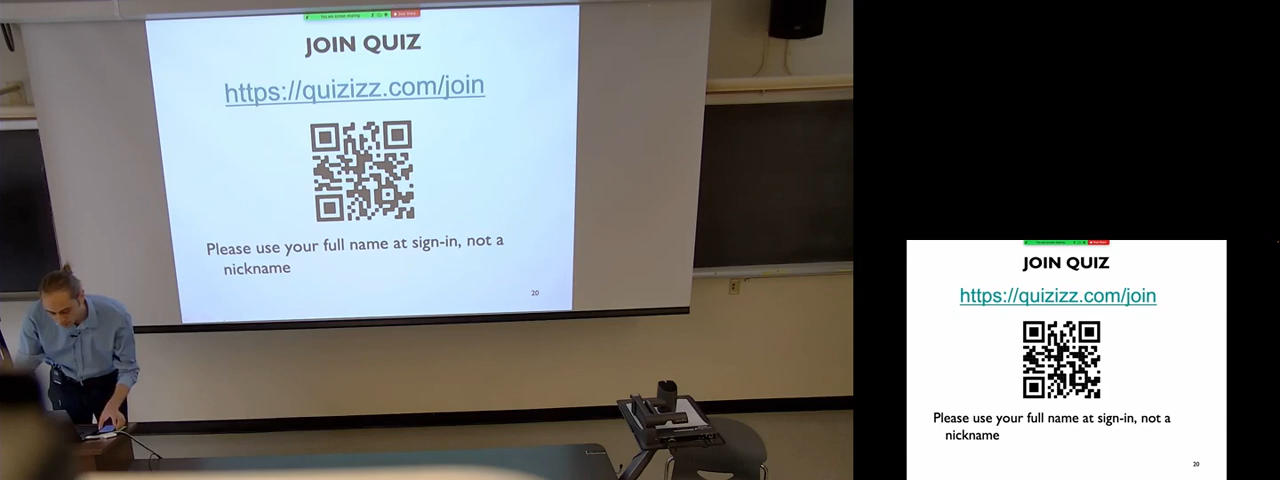 JOIN QUIZ
https://quizizz.com/join
Please use your full name at sign-in, not a
nickname
20
JOIN QUIZ
https://quizizz.com/join
Please use your full name at sign-in, not a
nickname
20